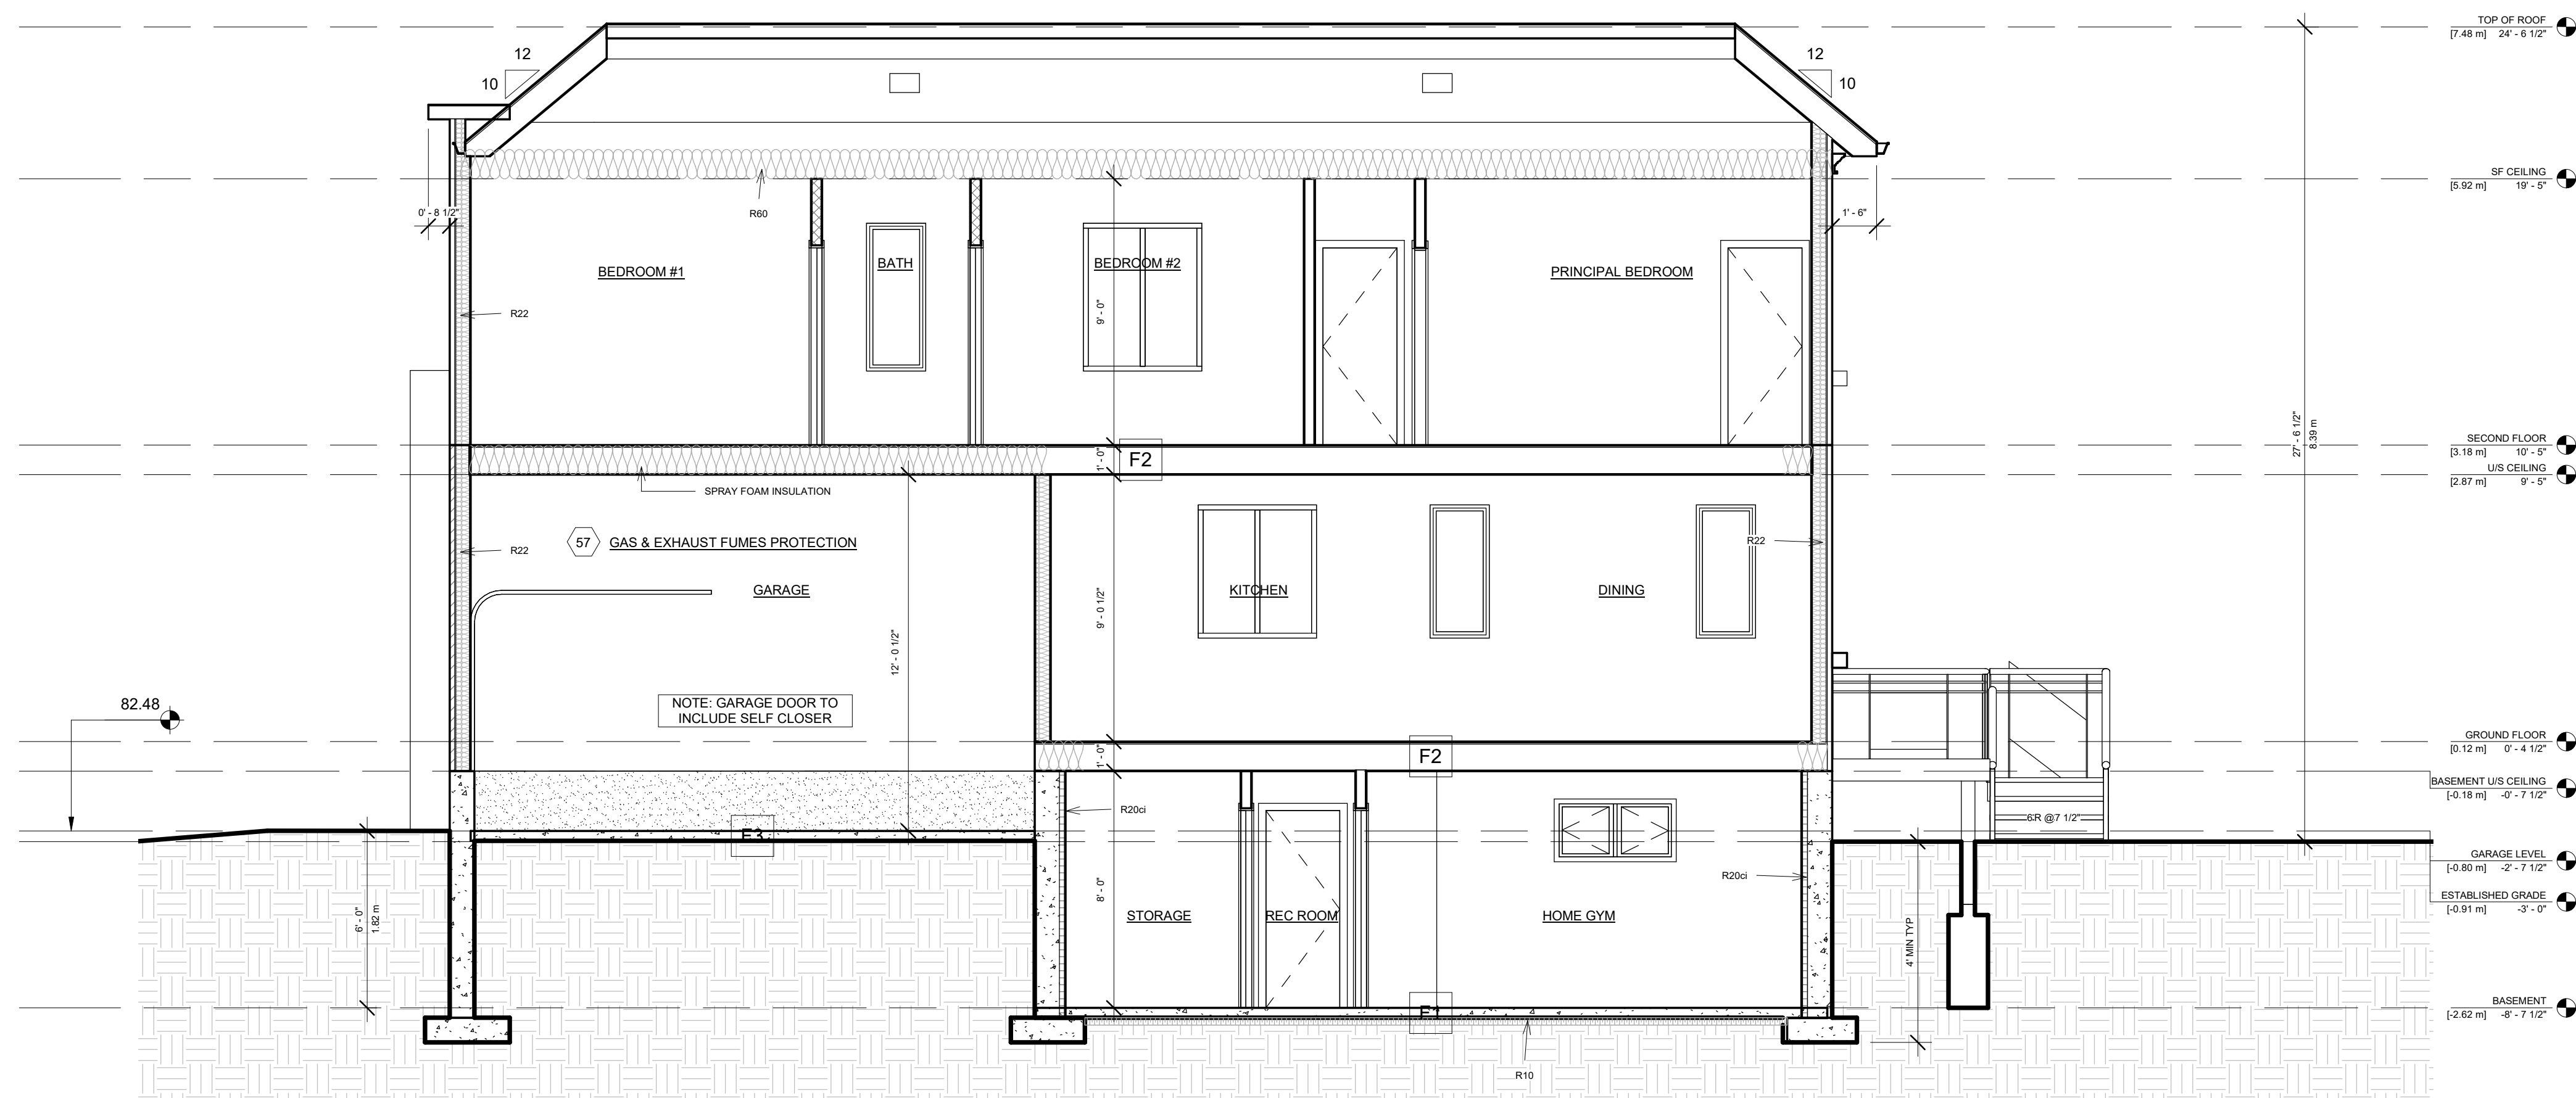 TOP OF ROOF
[7.48 m] 24' - 6 1/2"
12
10
12
10
SF CEILING
[5.92 m] 19' - 5"
0' - 8 1/2"
R60
1' - 6"
BEDROOM #1
BATH
BEDROOM #2
PRINCIPAL BEDROOM
R22
9' - 0"
27' - 6 1/2"
8.39 m
SECOND FLOOR
[3.18 m] 10' - 5"
1' - 0"
F2
U/S CEILING
[2.87 m] 9' - 5"
SPRAY FOAM INSULATION
R22
57
GAS & EXHAUST FUMES PROTECTION
R22
GARAGE
KITCHEN
DINING
9' - 0 1/2"
12' - 0 1/2"
82.48
NOTE: GARAGE DOOR TO
INCLUDE SELF CLOSER
GROUND FLOOR
[0.12 m] 0' - 4 1/2"
1' - 0"
F2
BASEMENT U/S CEILING
[-0.18 m] -0' - 7 1/2"
R20ci
6R @7 1/2"
F3
GARAGE LEVEL
[-0.80 m] -2' - 7 1/2"
R20ci
8' - 0"
ESTABLISHED GRADE
[-0.91 m] -3' - 0"
6' - 0"
1.82 m
STORAGE
REC ROOM
HOME GYM
4' MIN TYP
BASEMENT
[-2.62 m] -8' - 7 1/2"
F1
R10